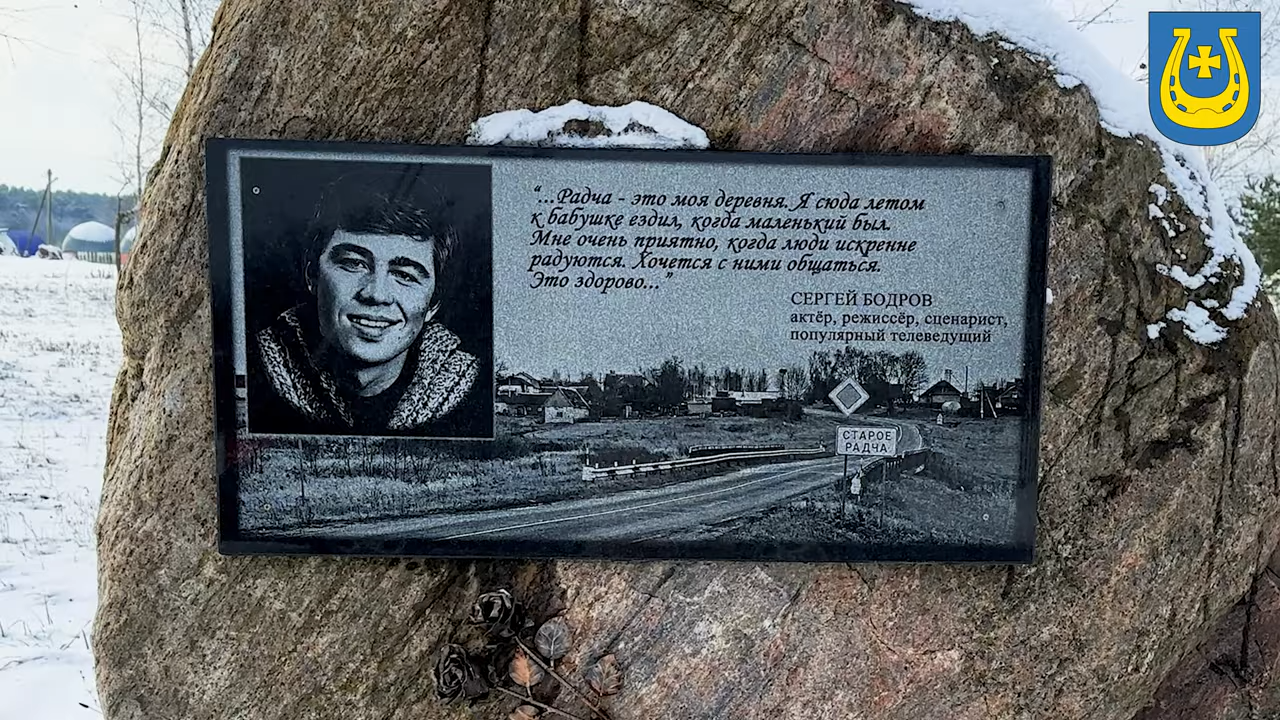 “...Радча - это моя деревня. Я сюда летом
к бабушке ездил, когда маленький был.
Мне очень приятно, когда люди искренне
радуются. Хочется с ними общаться.
Это здорово...”
СЕРГЕЙ БОДРОВ
актёр, режиссёр, сценарист,
популярный телеведущий
СТАРОЕ
РАДЧА